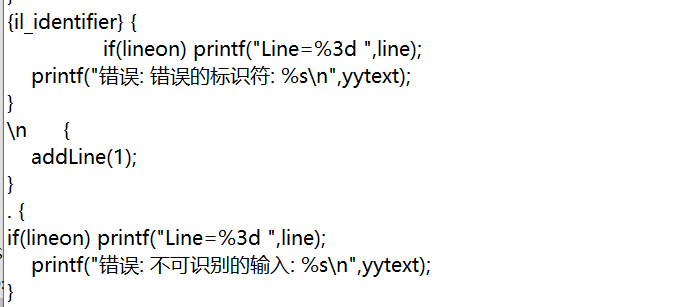 {il_identifier} {
if(lineon) printf("Line=%3d ",line);
printf("错误: 错误的标识符: %s\n",yytext);
}
\n {
addLine(1);
}
. {
if(lineon) printf("Line=%3d ",line);
printf("错误: 不可识别的输入: %s\n",yytext);
}